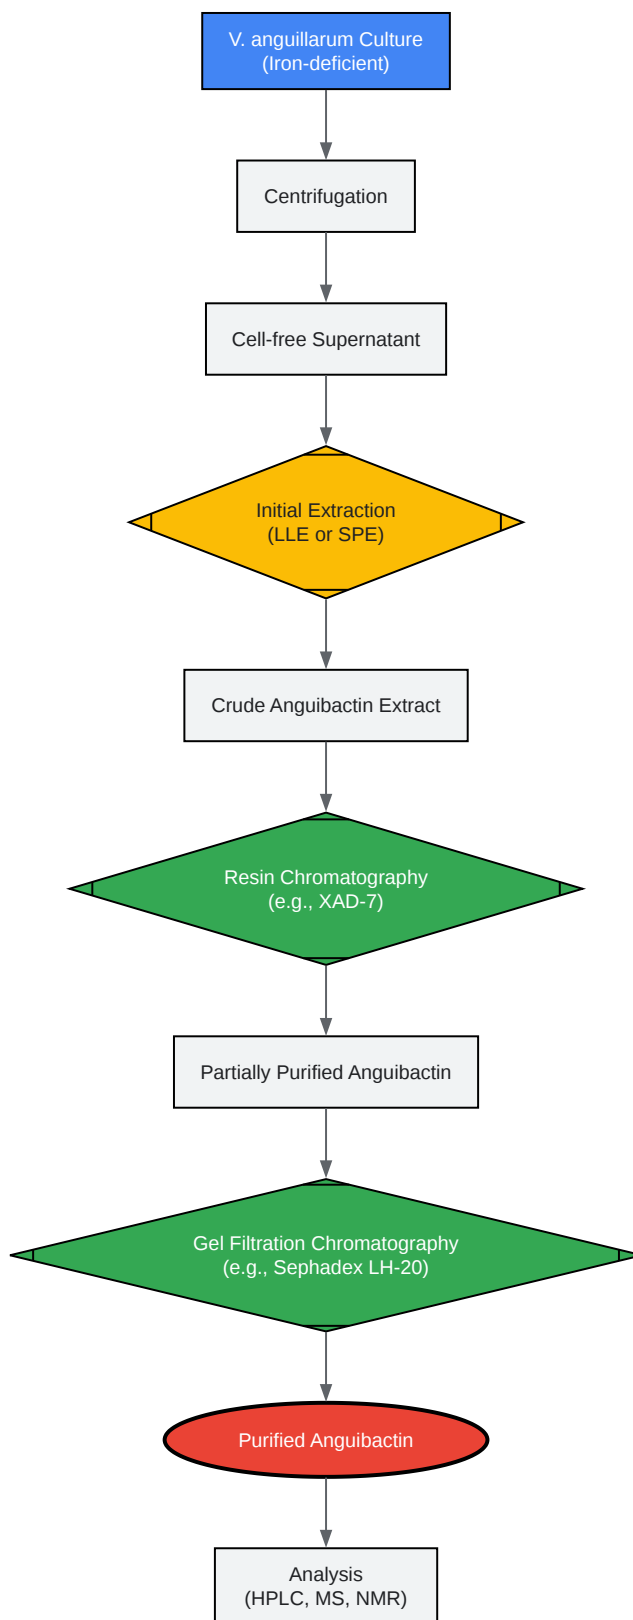 V. anguillarum Culture
(Iron-deficient)
Centrifugation
Cell-free Supernatant
Initial Extraction
(LLE or SPE)
Crude Anguibactin Extract
Resin Chromatography
(e.g., XAD-7)
Partially Purified Anguibactin
Gel Filtration Chromatography
(e.g., Sephadex LH-20)
Purified Anguibactin
Analysis
(HPLC, MS, NMR)